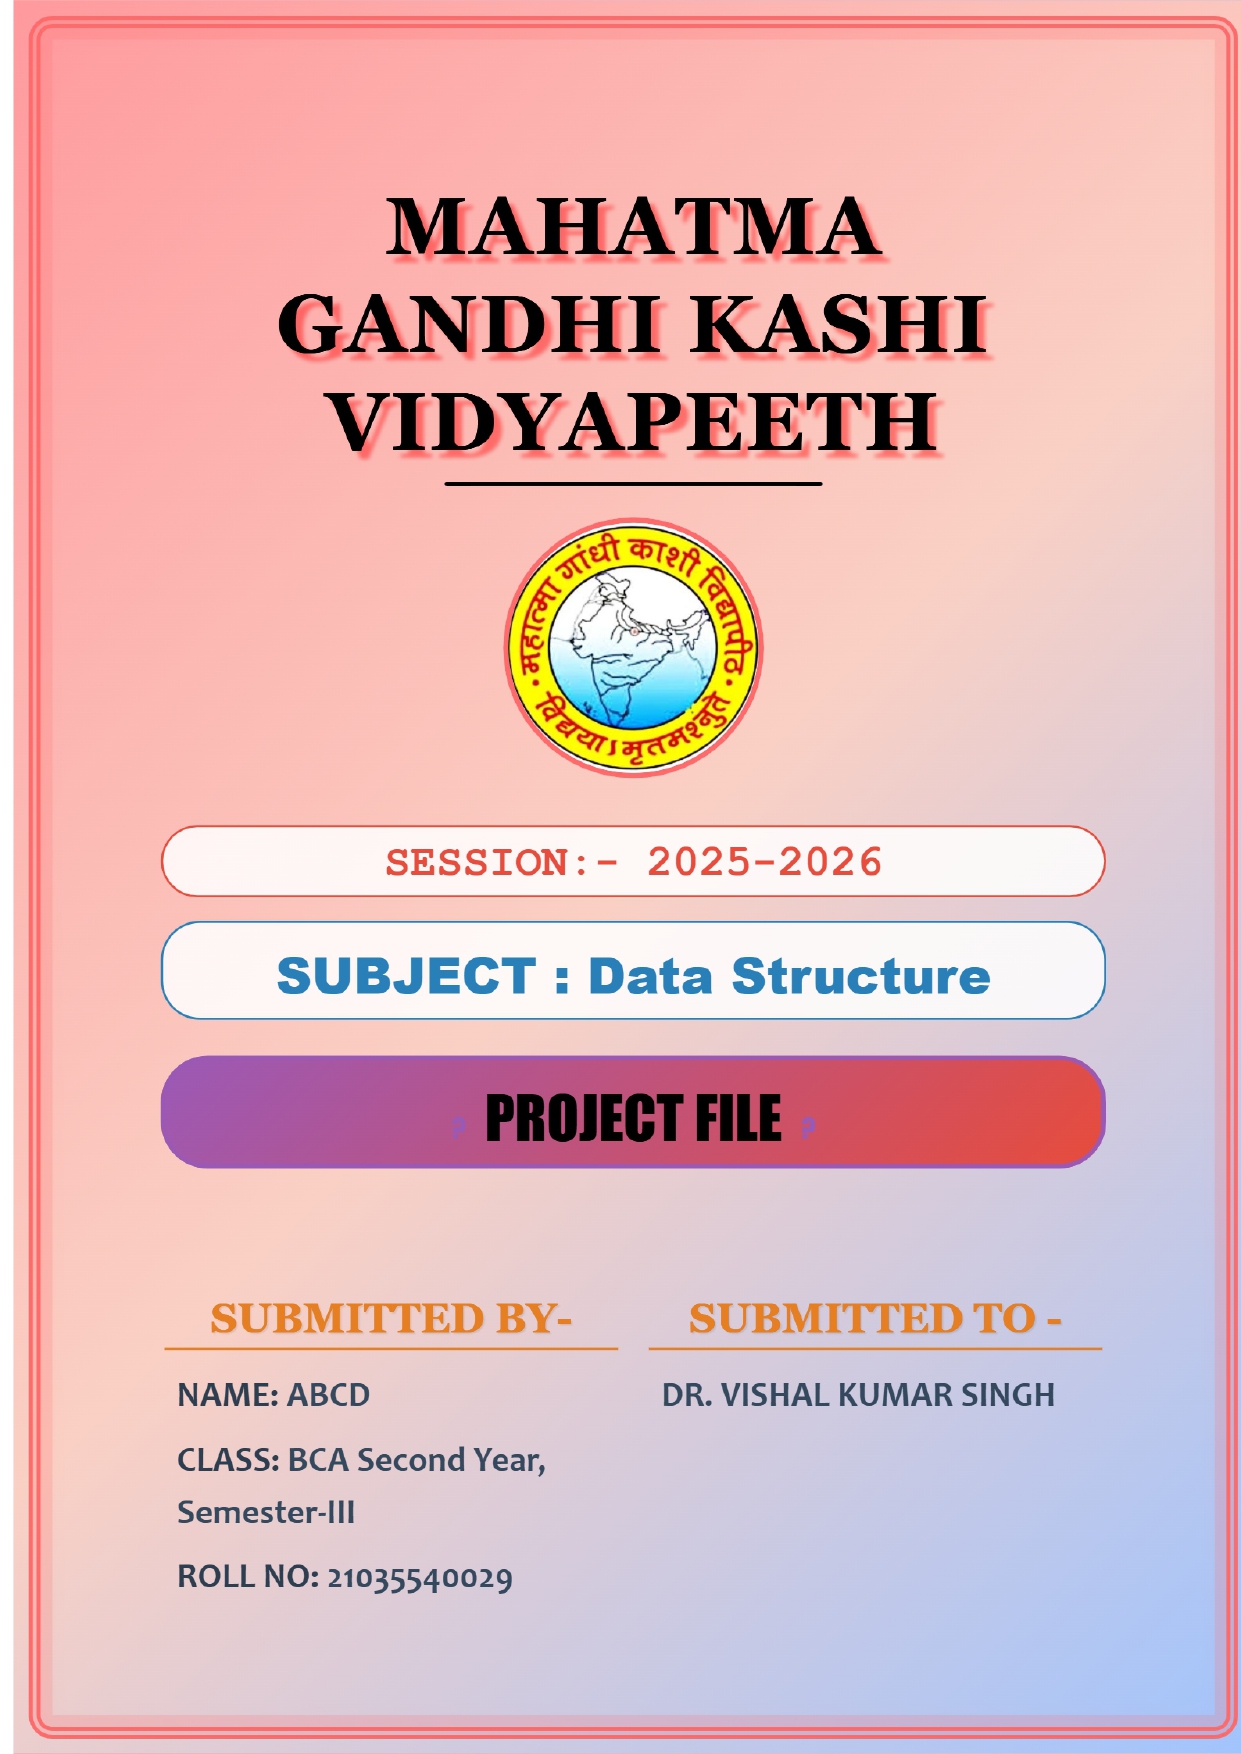 MAHATMA
GANDHI KASHI
VIDYAPEETH
महात्मा गांधी काशी विद्यापीठ
विद्ययाऽमृतमश्नुते
SESSION:- 2025-2026
SUBJECT : Data Structure
? PROJECT FILE ?
SUBMITTED BY-
NAME: ABCD
CLASS: BCA Second Year,
Semester-III
ROLL NO: 21035540029
SUBMITTED TO -
DR. VISHAL KUMAR SINGH